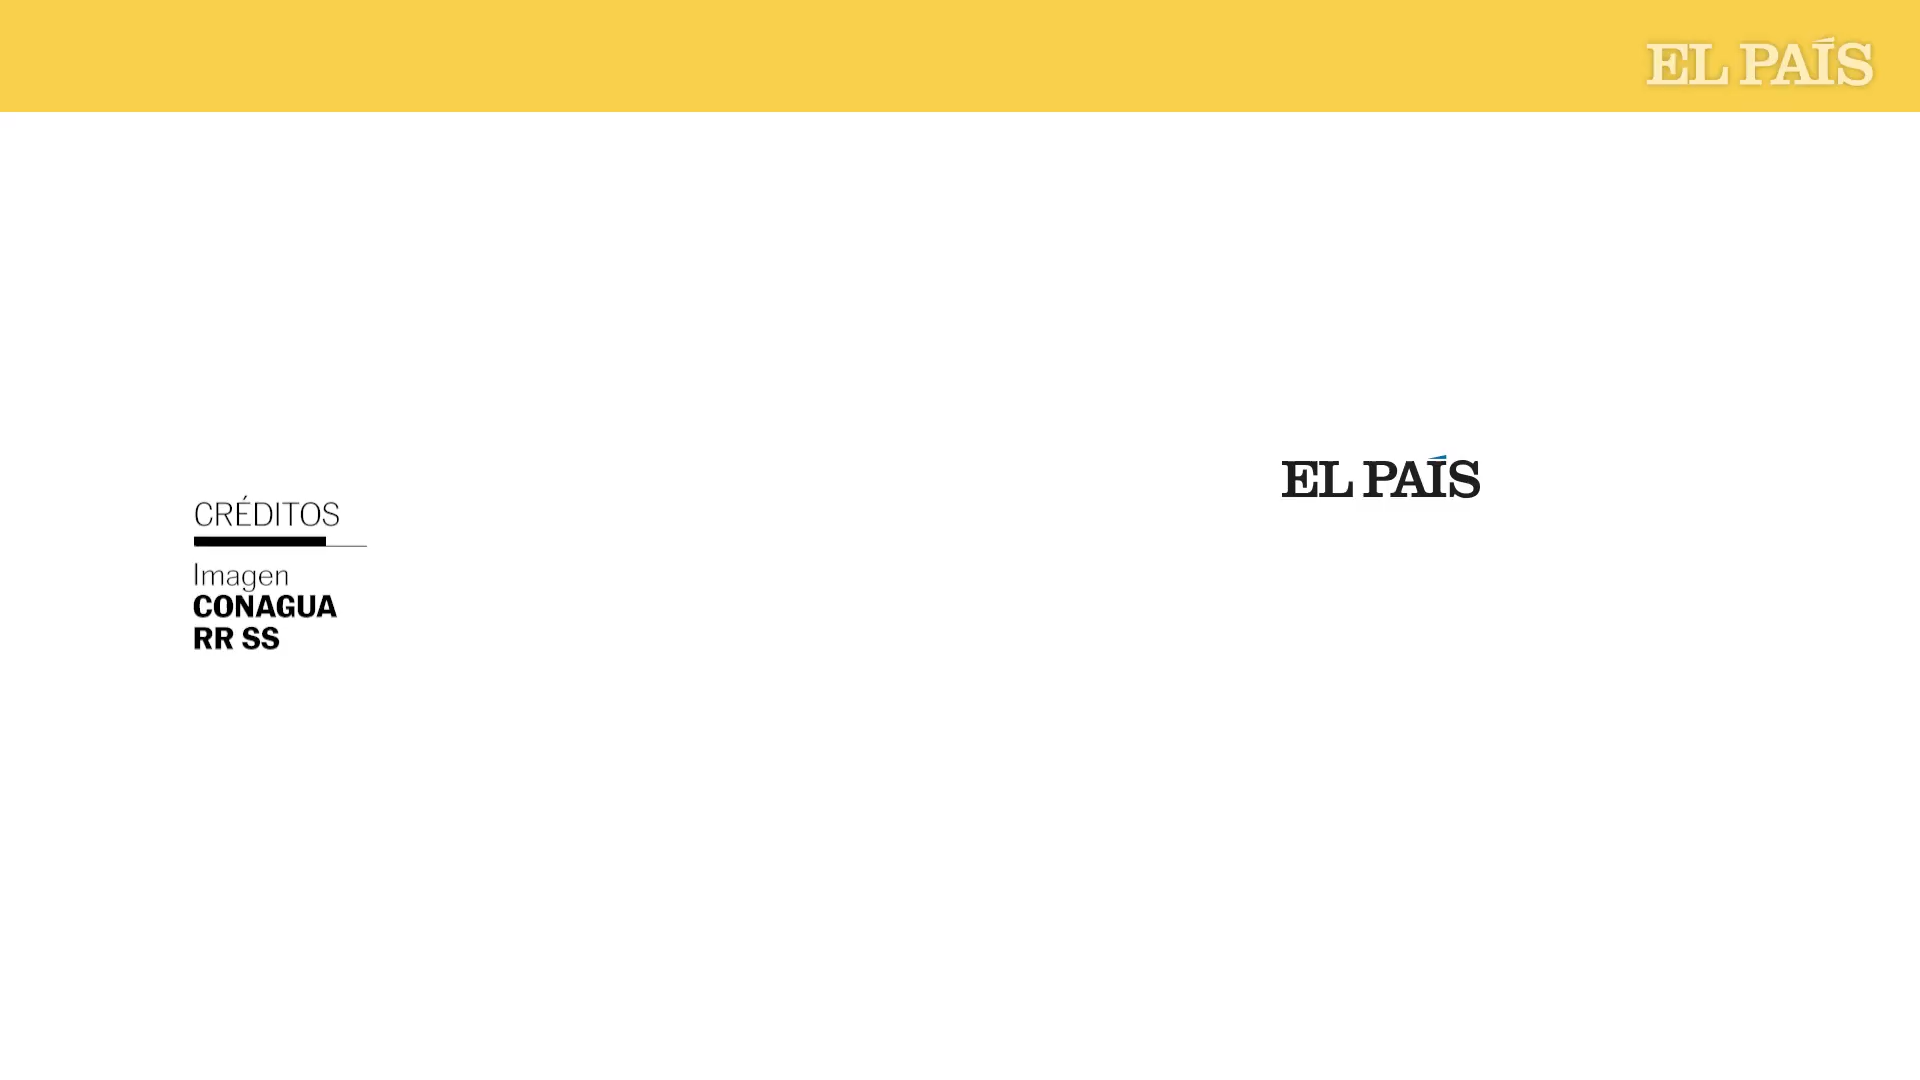 EL PAÍS
EL PAÍS
CRÉDITOS
Imagen
CONAGUA
RR SS